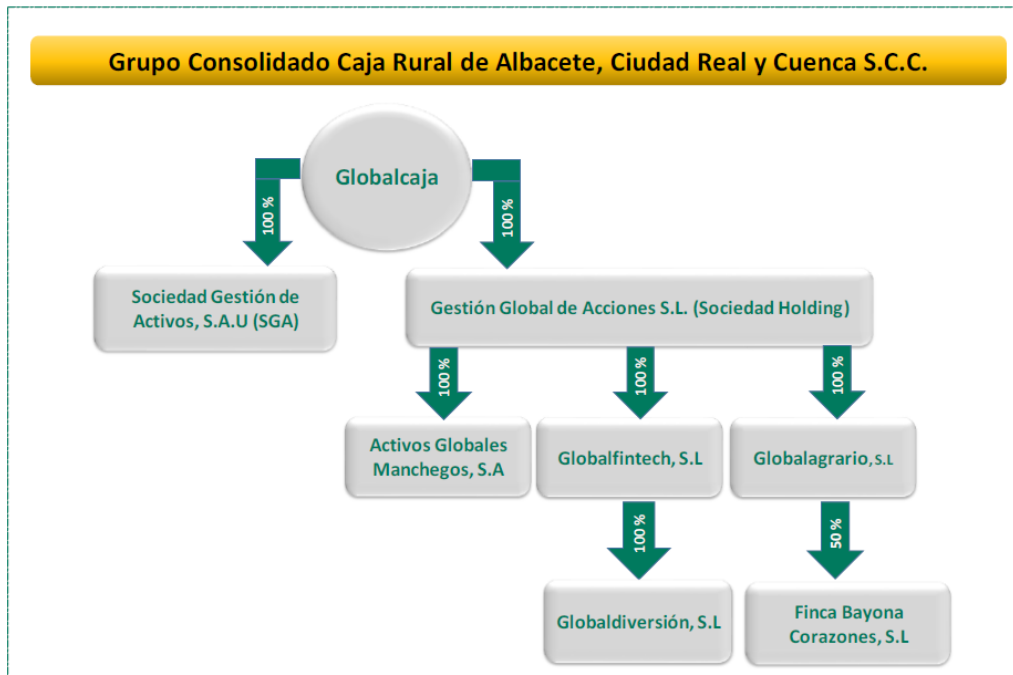 Grupo Consolidado Caja Rural de Albacete, Ciudad Real y Cuenca S.C.C.
Globalcaja
100 %
100 %
Sociedad Gestión de
Activos, S.A.U (SGA)
Gestión Global de Acciones S.L. (Sociedad Holding)
100 %
100 %
100 %
Activos Globales
Manchegos, S.A
Globalfintech, S.L
Globalagrario, S.L
100 %
50 %
Globaldiversión, S.L
Finca Bayona
Corazones, S.L